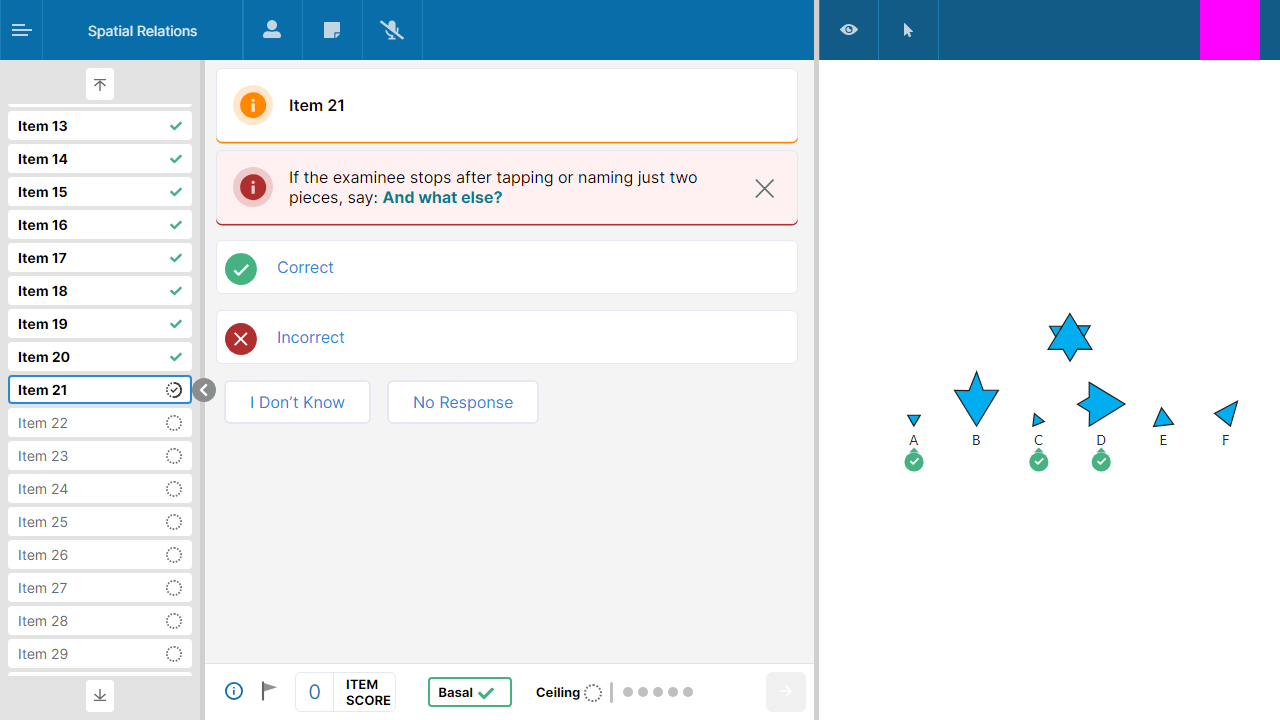 Spatial Relations
Item 13
Item 14
Item 15
Item 16
Item 17
Item 18
Item 19
Item 20
Item 21
Item 22
Item 23
Item 24
Item 25
Item 26
Item 27
Item 28
Item 29
Item 21
If the examinee stops after tapping or naming just two
pieces, say: And what else?
Correct
Incorrect
I Don’t Know
No Response
0
ITEM
SCORE
Basal
Ceiling
A B C D E F